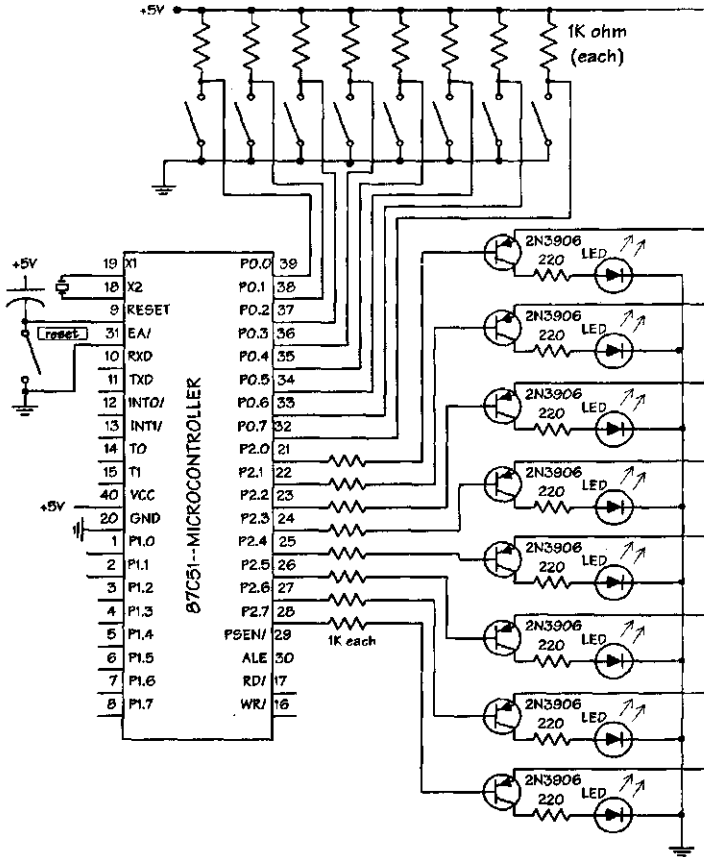 +5V
1K ohm
(each)
+5V
reset
87C51--MICROCONTROLLER
19 X1
18 X2
9 RESET
31 EA/
10 RXD
11 TXD
12 INT0/
13 INT1/
14 T0
15 T1
40 VCC
+5V
20 GND
1 P1.0
2 P1.1
3 P1.2
4 P1.3
5 P1.4
6 P1.5
7 P1.6
8 P1.7
P0.0 39
P0.1 38
P0.2 37
P0.3 36
P0.4 35
P0.5 34
P0.6 33
P0.7 32
P2.0 21
P2.1 22
P2.2 23
P2.3 24
P2.4 25
P2.5 26
P2.6 27
P2.7 28
PSEN/ 29
ALE 30
RD/ 17
WR/ 16
1K each
2N3906
220 LED
2N3906
220 LED
2N3906
220 LED
2N3906
220 LED
2N3906
220 LED
2N3906
220 LED
2N3906
220 LED
2N3906
220 LED